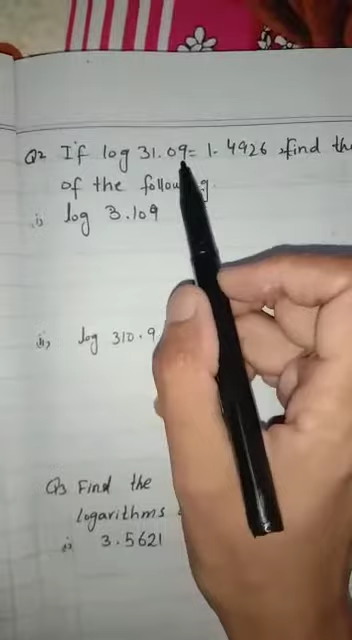 Q2 If log 31.09 = 1.4926 , find the
of the following
i) log 3.109
ii) log 310.9
Q3 Find the
logarithms
i) 3.5621